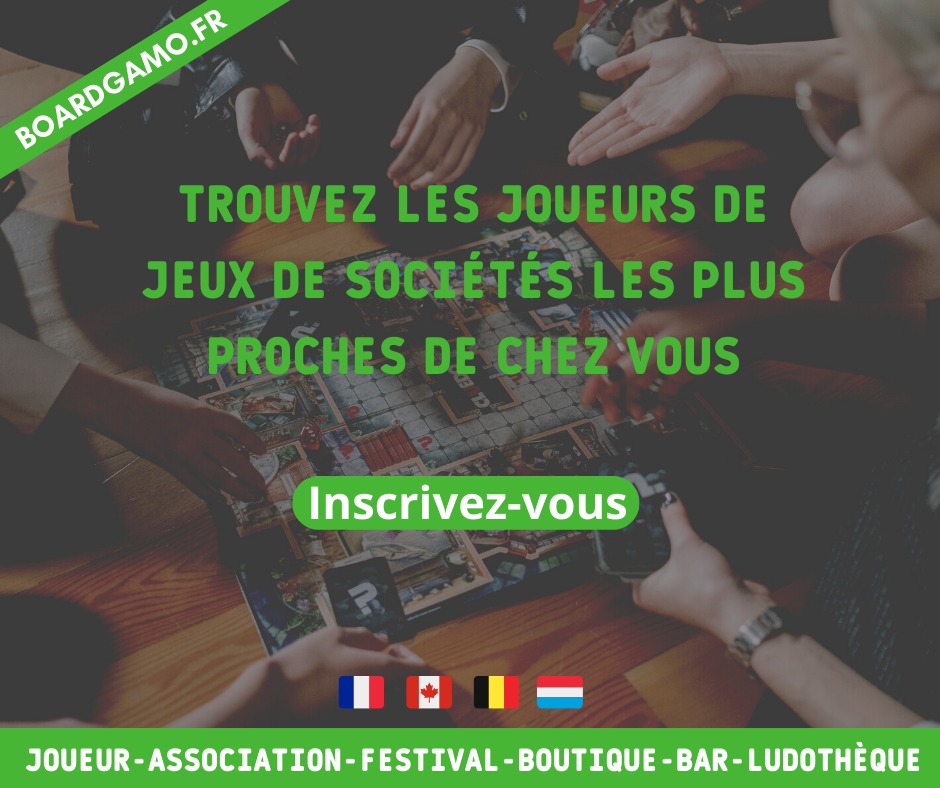 BOARDGAMO.FR
TROUVEZ LES JOUEURS DE
JEUX DE SOCIÉTÉS LES PLUS
PROCHES DE CHEZ VOUS
Inscrivez-vous
JOUEUR-ASSOCIATION-FESTIVAL-BOUTIQUE-BAR-LUDOTHÈQUE